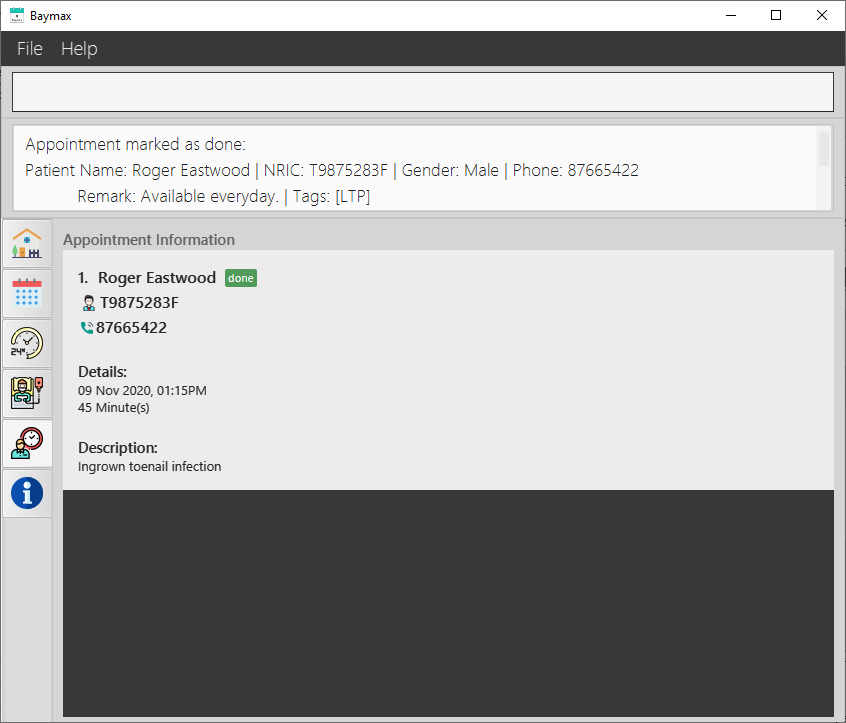 Baymax
File Help
Appointment marked as done:
Patient Name: Roger Eastwood | NRIC: T9875283F | Gender: Male | Phone: 87665422
Remark: Available everyday. | Tags: [LTP]
Appointment Information
1. Roger Eastwood done
T9875283F
87665422
Details:
09 Nov 2020, 01:15PM
45 Minute(s)
Description:
Ingrown toenail infection